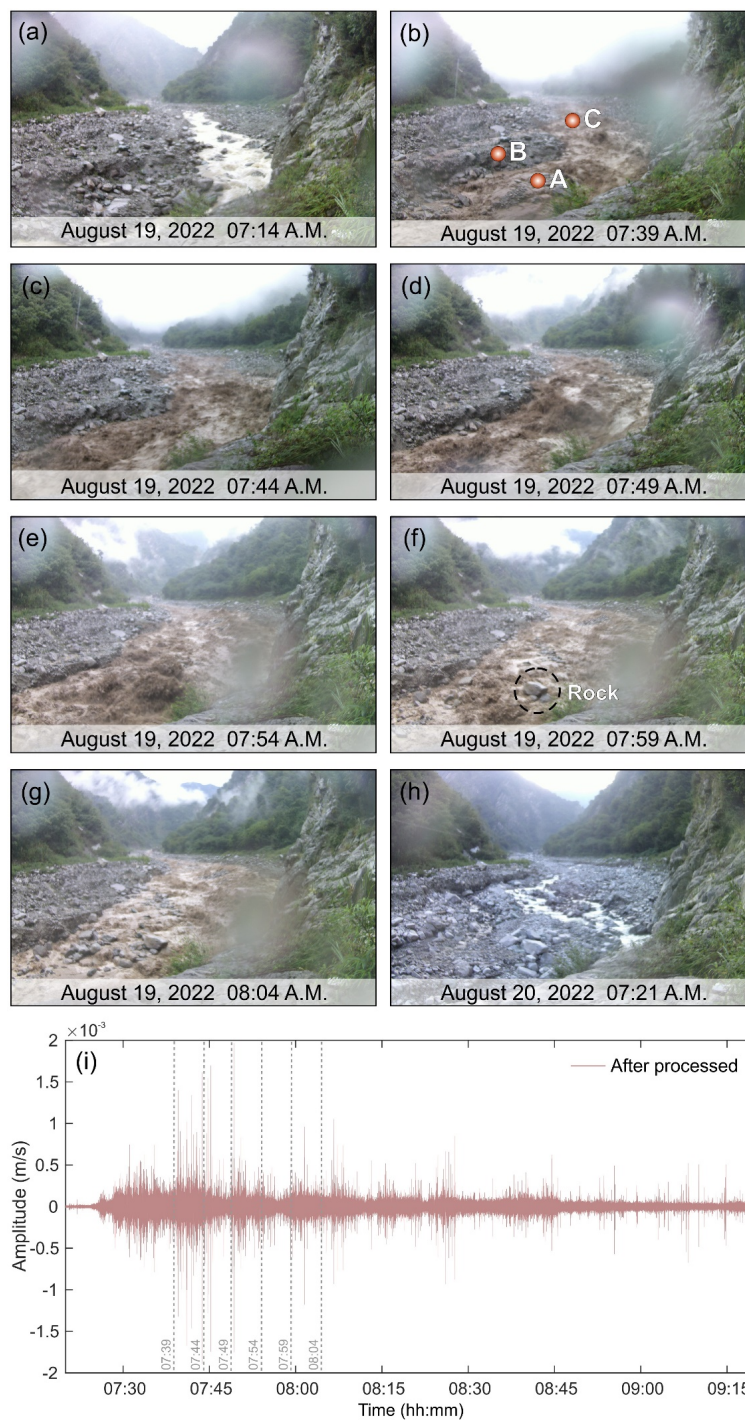 (a)
August 19, 2022 07:14 A.M.
(b)
C
B
A
August 19, 2022 07:39 A.M.
(c)
August 19, 2022 07:44 A.M.
(d)
August 19, 2022 07:49 A.M.
(e)
August 19, 2022 07:54 A.M.
(f)
Rock
August 19, 2022 07:59 A.M.
(g)
August 19, 2022 08:04 A.M.
(h)
August 20, 2022 07:21 A.M.
×10⁻³
(i)
After processed
2
1.5
1
0.5
0
-0.5
-1
-1.5
-2
Amplitude (m/s)
07:39
07:44
07:49
07:54
07:59
08:04
07:30 07:45 08:00 08:15 08:30 08:45 09:00 09:15
Time (hh:mm)